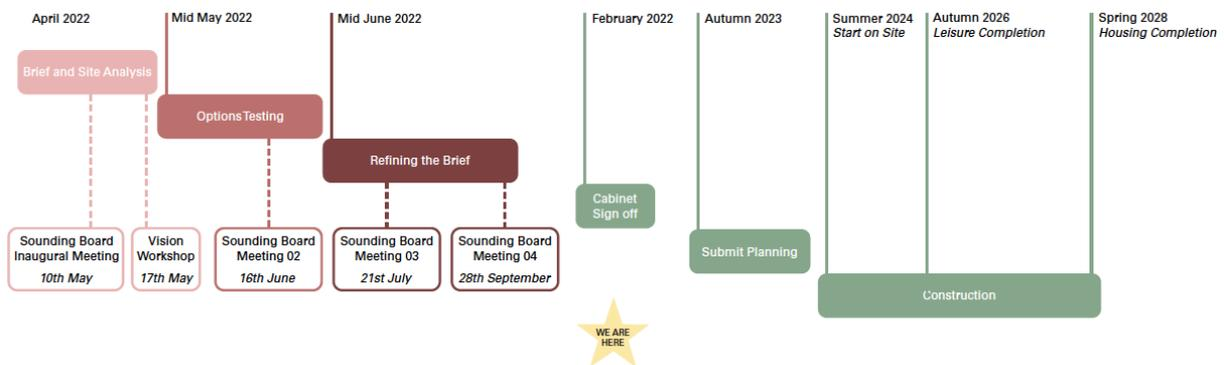 April 2022
Mid May 2022
Mid June 2022
February 2022
Autumn 2023
Summer 2024
Start on Site
Autumn 2026
Leisure Completion
Spring 2028
Housing Completion
Brief and Site Analysis
Options Testing
Refining the Brief
Cabinet
Sign off
Submit Planning
Construction
Sounding Board
Inaugural Meeting
10th May
Vision
Workshop
17th May
Sounding Board
Meeting 02
16th June
Sounding Board
Meeting 03
21st July
Sounding Board
Meeting 04
28th September
WE ARE
HERE